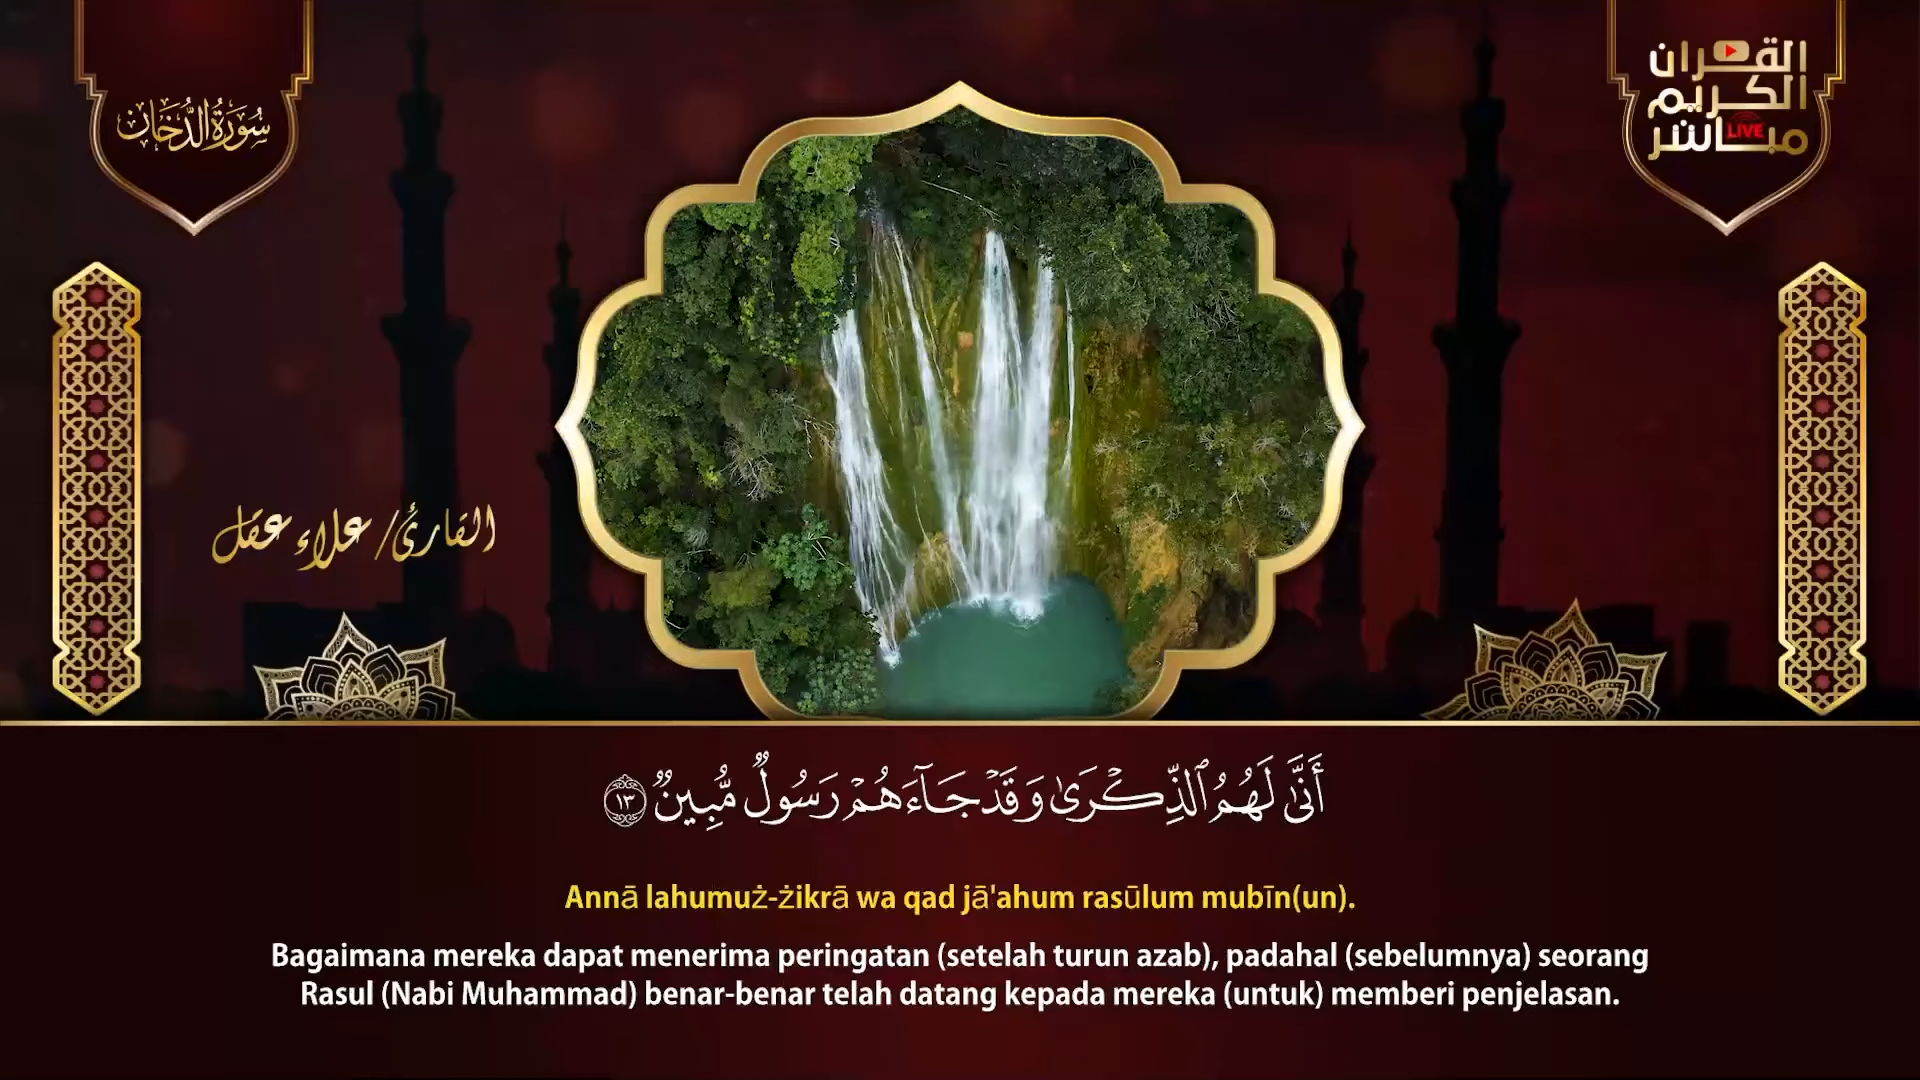 سُورَةُ الدُّخَان
القران
الكريم
مباشر
LIVE
القارئ/ علاء عقل
أَنَّىٰ لَهُمُ ٱلذِّكْرَىٰ وَقَدْ جَآءَهُمْ رَسُولٌ مُّبِينٌ ١٣
Annā lahumuż-żikrā wa qad jā'ahum rasūlum mubīn(un).
Bagaimana mereka dapat menerima peringatan (setelah turun azab), padahal (sebelumnya) seorang
Rasul (Nabi Muhammad) benar-benar telah datang kepada mereka (untuk) memberi penjelasan.